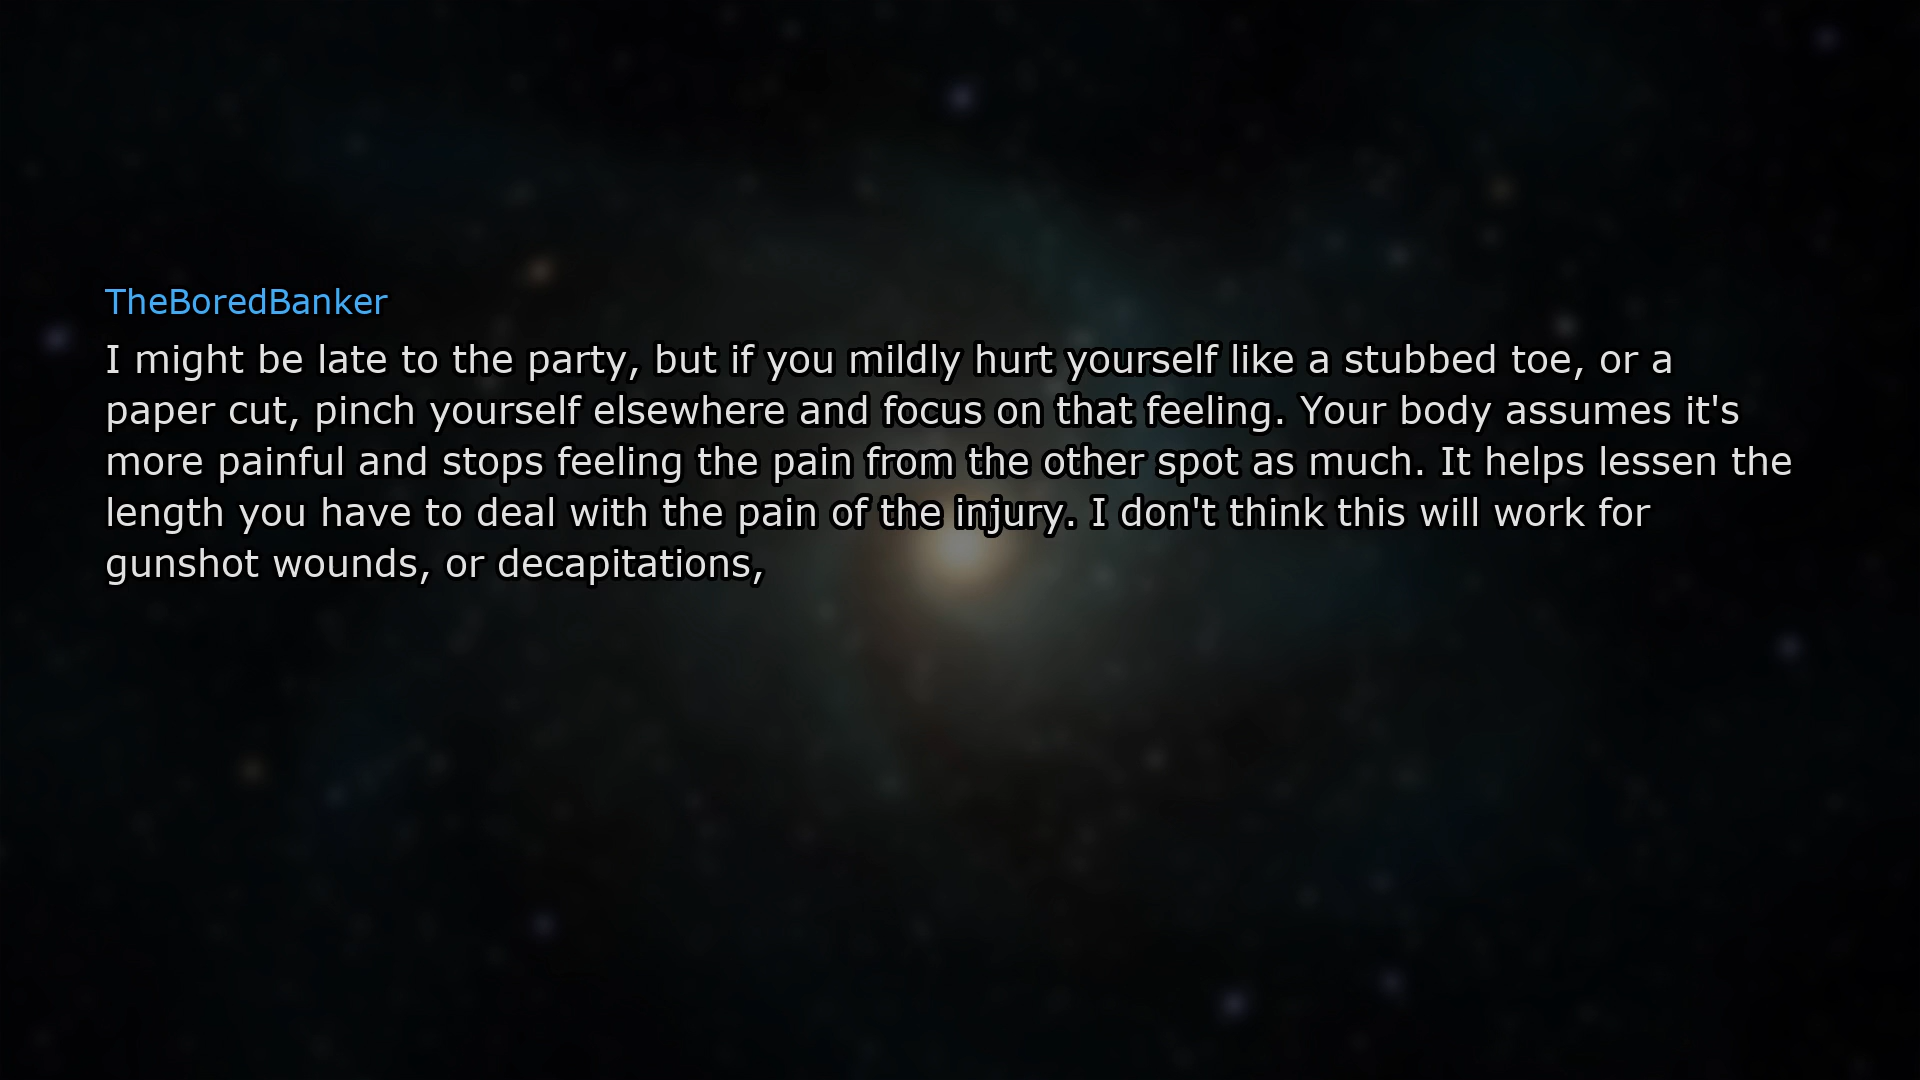 TheBoredBanker
I might be late to the party, but if you mildly hurt yourself like a stubbed toe, or a
paper cut, pinch yourself elsewhere and focus on that feeling. Your body assumes it's
more painful and stops feeling the pain from the other spot as much. It helps lessen the
length you have to deal with the pain of the injury. I don't think this will work for
gunshot wounds, or decapitations,